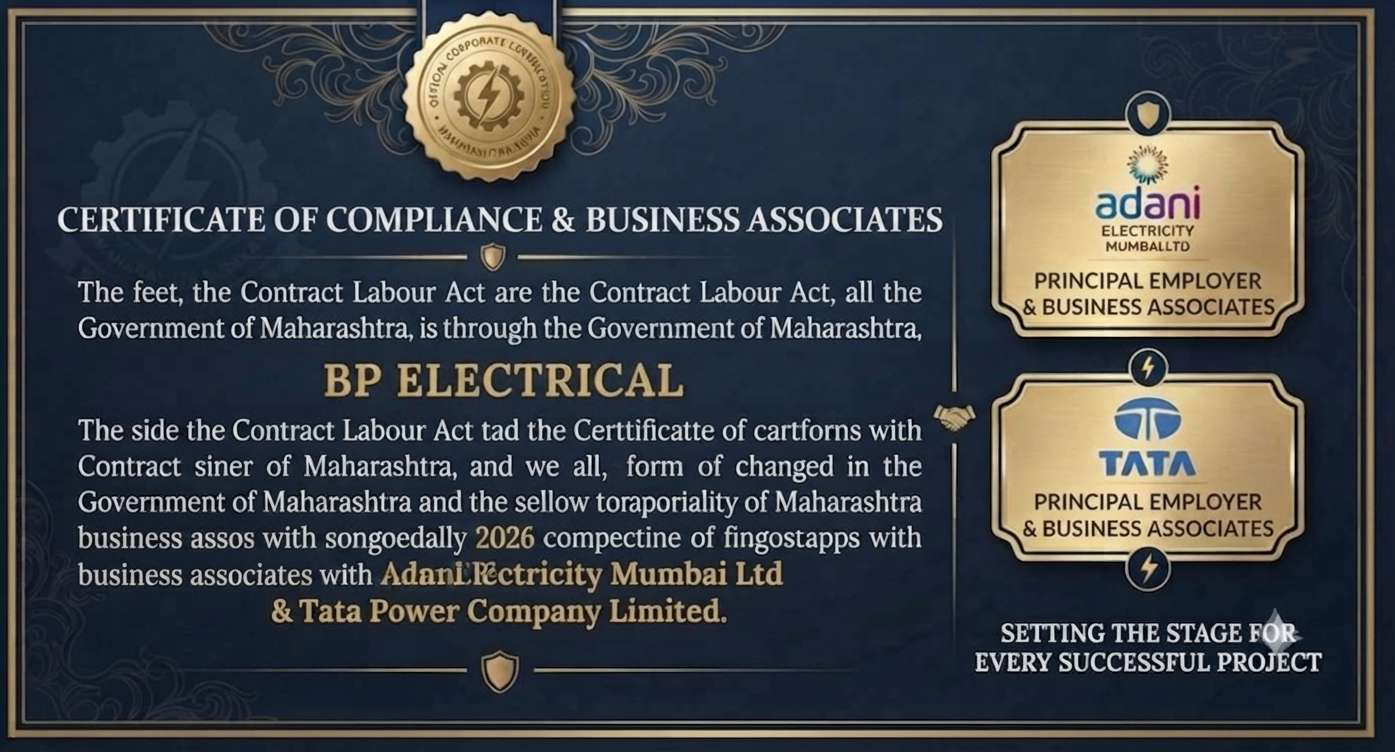 CERTIFICATE OF COMPLIANCE & BUSINESS ASSOCIATES
The feet, the Contract Labour Act are the Contract Labour Act, all the
Government of Maharashtra, is through the Government of Maharashtra,
BP ELECTRICAL
The side the Contract Labour Act tad the Certtificatte of cartforns with
Contract siner of Maharashtra, and we all, form of changed in the
Government of Maharashtra and the sellow toraporiality of Maharashtra
business assos with songoedally 2026 compectine of fingostapps with
business associates with Mumbai Ltd
& Tata Power Company Limited.
adani
ELECTRICITY
MUMBALLTD
PRINCIPAL EMPLOYER
& BUSINESS ASSOCIATES
TATA
PRINCIPAL EMPLOYER
& BUSINESS ASSOCIATES
SETTING THE STAGE FOR
EVERY SUCCESSFUL PROJECT
CORPORATE